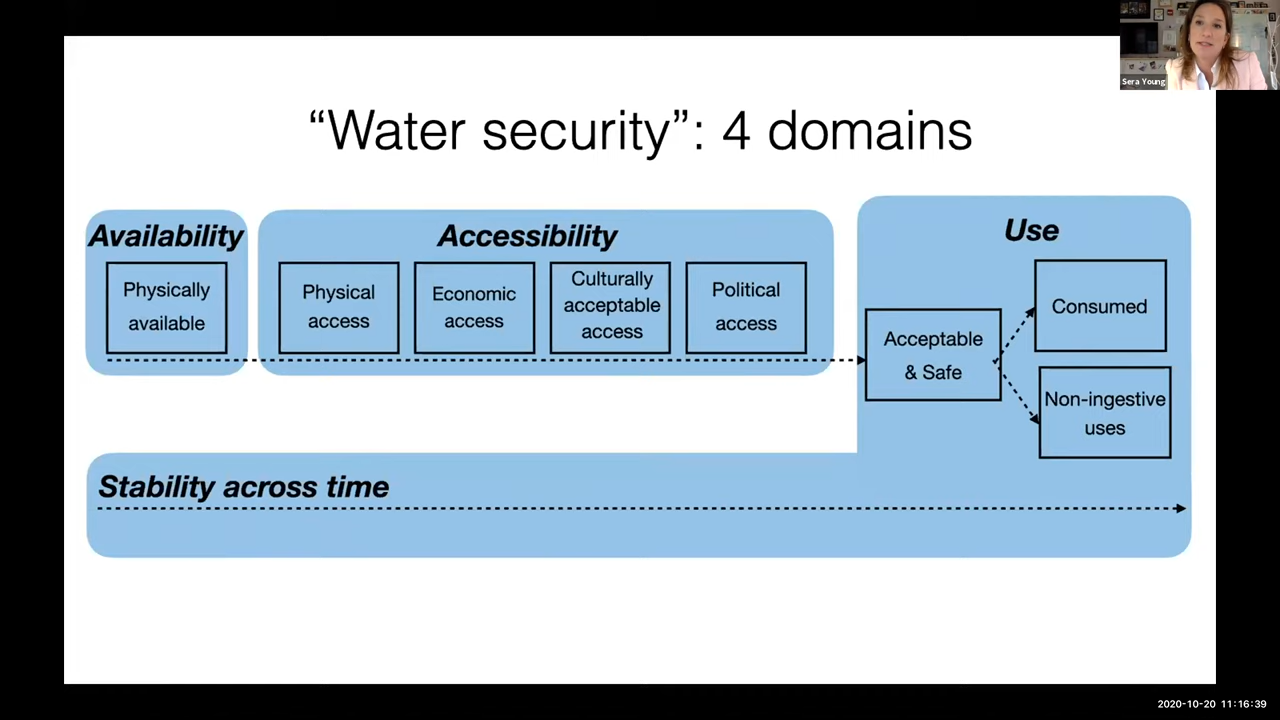 Sera Young
“Water security”: 4 domains
Availability
Physically
available
Accessibility
Physical
access
Economic
access
Culturally
acceptable
access
Political
access
Use
Acceptable
& Safe
Consumed
Non-ingestive
uses
Stability across time
2020-10-20 11:16:39